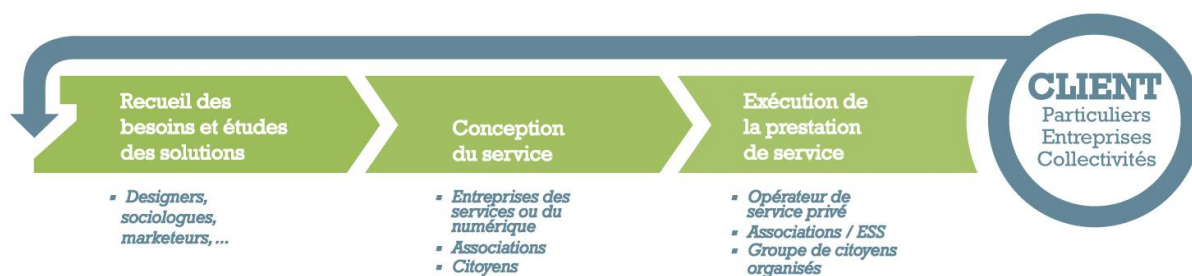 Recueil des
besoins et études
des solutions
▪ Designers,
sociologues,
marketeurs, ...
Conception
du service
▪ Entreprises des
services ou du
numérique
▪ Associations
▪ Citoyens
Exécution de
la prestation
de service
▪ Opérateur de
service privé
▪ Associations / ESS
▪ Groupe de citoyens
organisés
CLIENT
Particuliers
Entreprises
Collectivités